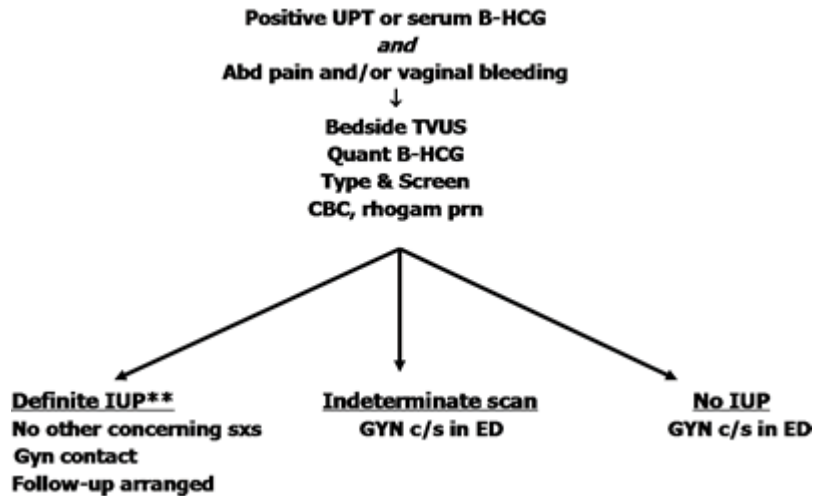 Positive UPT or serum B-HCG
and
Abd pain and/or vaginal bleeding
↓
Bedside TVUS
Quant B-HCG
Type & Screen
CBC, rhogam prn
Definite IUP**
No other concerning sxs
Gyn contact
Follow-up arranged
Indeterminate scan
GYN c/s in ED
No IUP
GYN c/s in ED